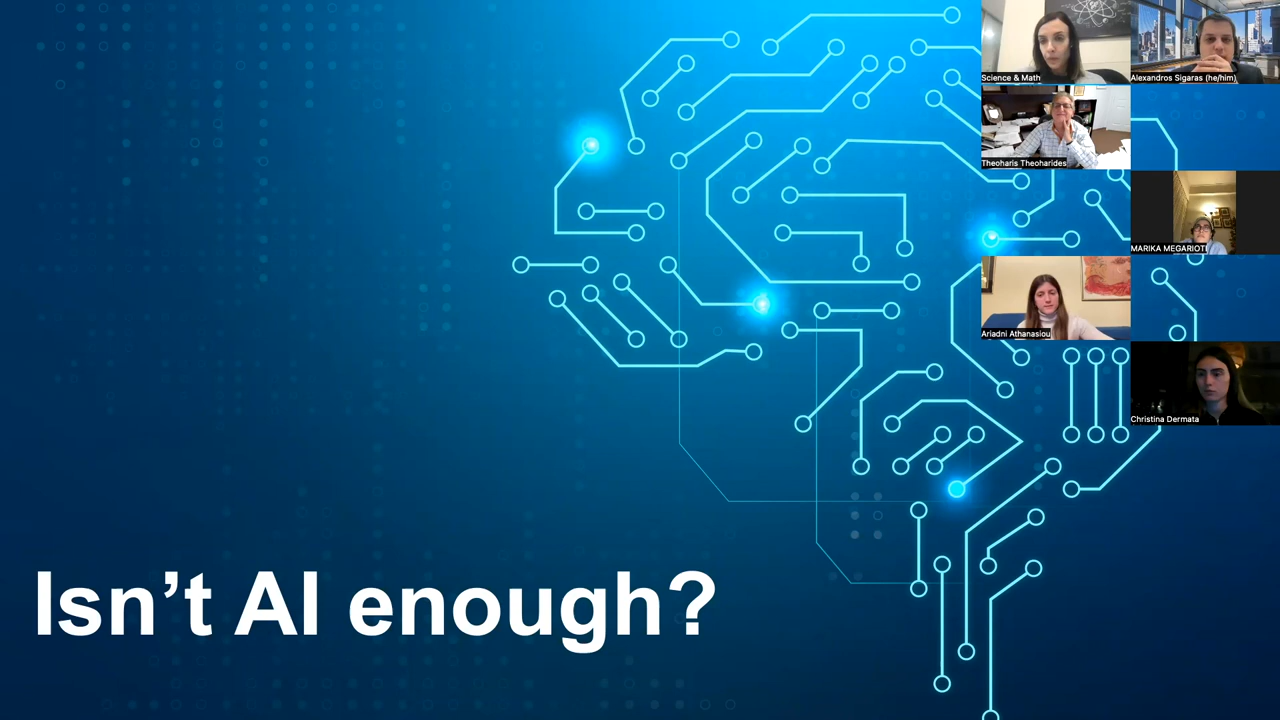 Science & Math
Alexandros Sigaras (he/him)
Theoharis Theoharides
MARIKA MEGARIOTI
Ariadni Athanasiou
Christina Dermata
Isn’t AI enough?